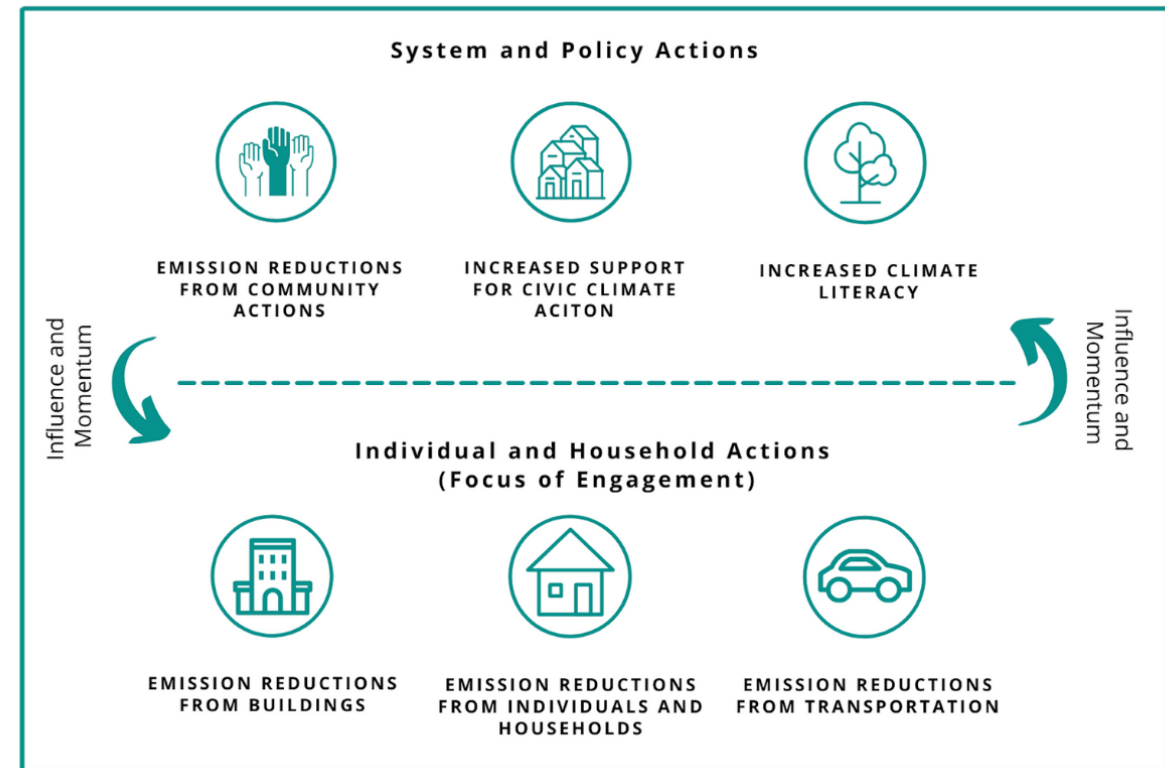 System and Policy Actions
EMISSION REDUCTIONS
FROM COMMUNITY
ACTIONS
INCREASED SUPPORT
FOR CIVIC CLIMATE
ACITON
INCREASED CLIMATE
LITERACY
Influence and
Momentum
Influence and
Momentum
Individual and Household Actions
(Focus of Engagement)
EMISSION REDUCTIONS
FROM BUILDINGS
EMISSION REDUCTIONS
FROM INDIVIDUALS AND
HOUSEHOLDS
EMISSION REDUCTIONS
FROM TRANSPORTATION